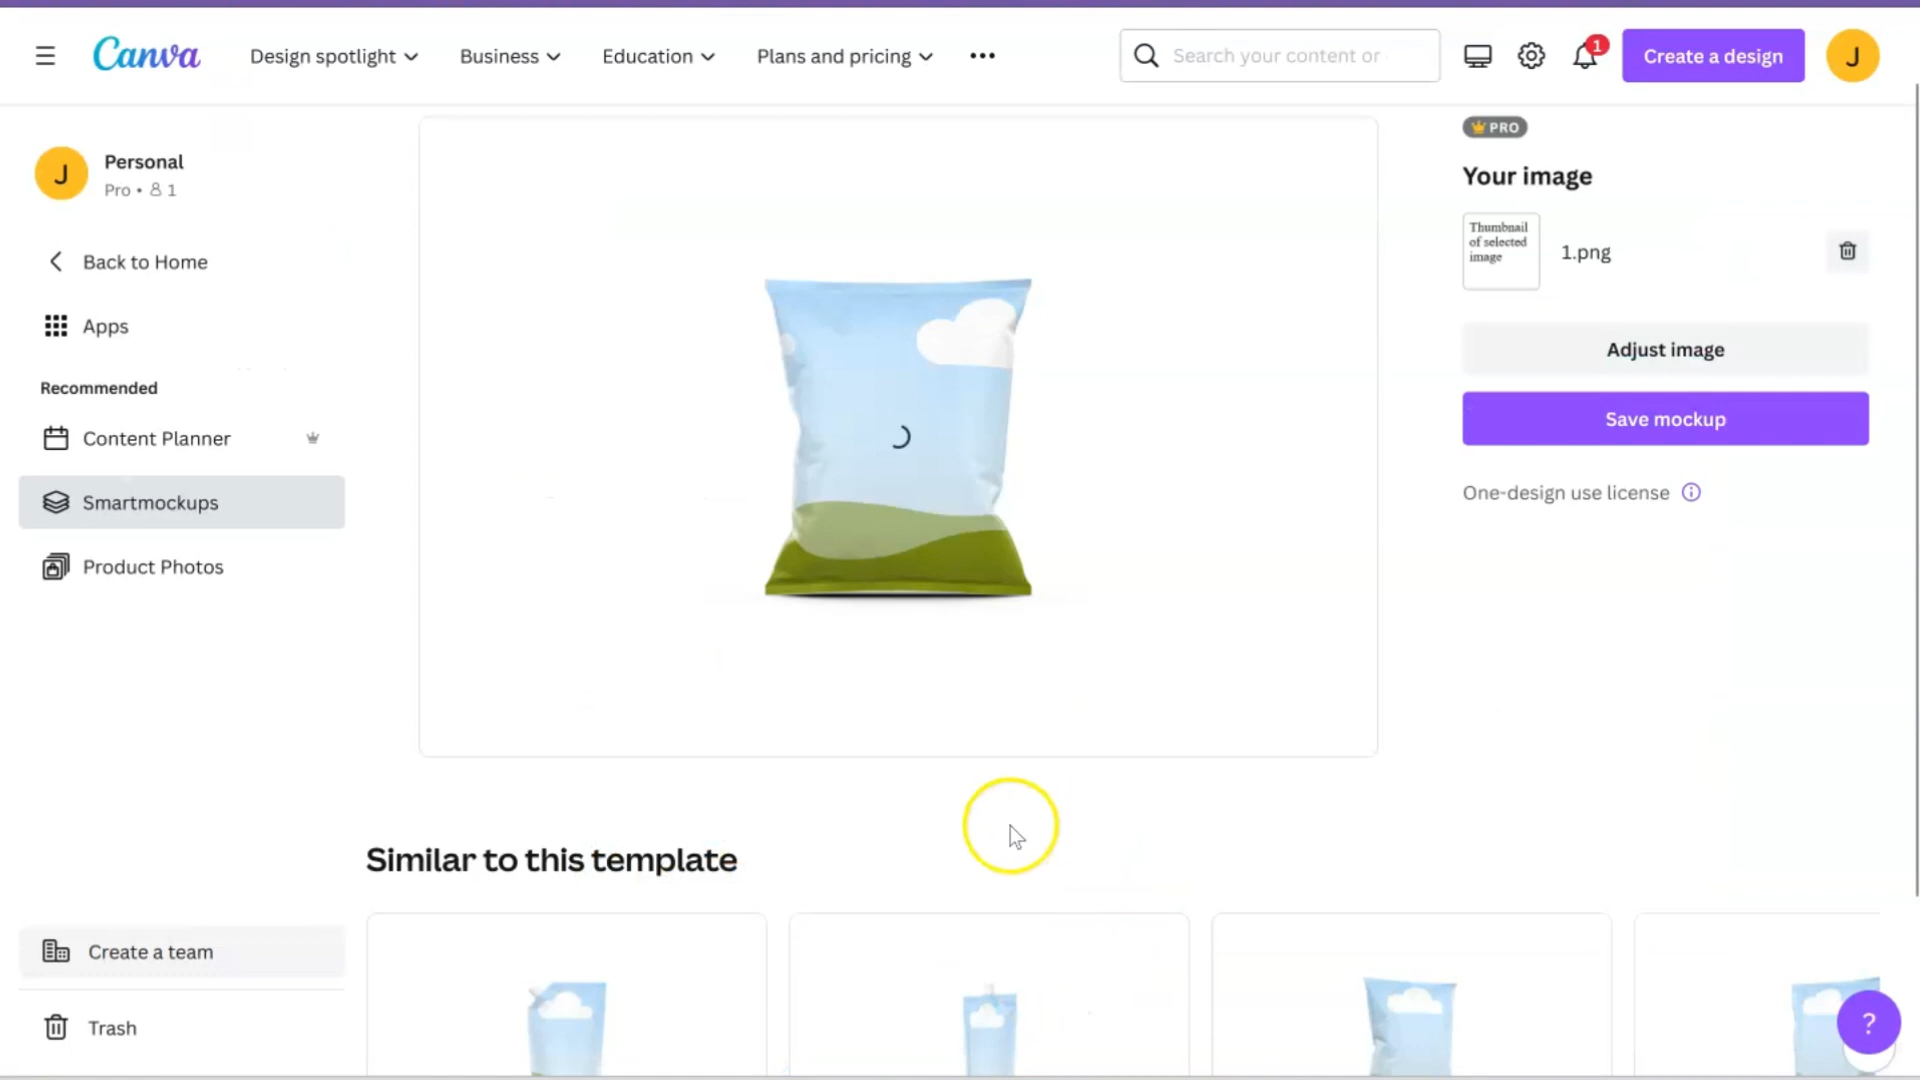 Canva
Design spotlight
Business
Education
Plans and pricing
Search your content or
1
Create a design
J
J
Personal
Pro • 1
Back to Home
Apps
Recommended
Content Planner
Smartmockups
Product Photos
Create a team
Trash
PRO
Your image
Thumbnail
of selected
image
1.png
Adjust image
Save mockup
One-design use license
Similar to this template
?